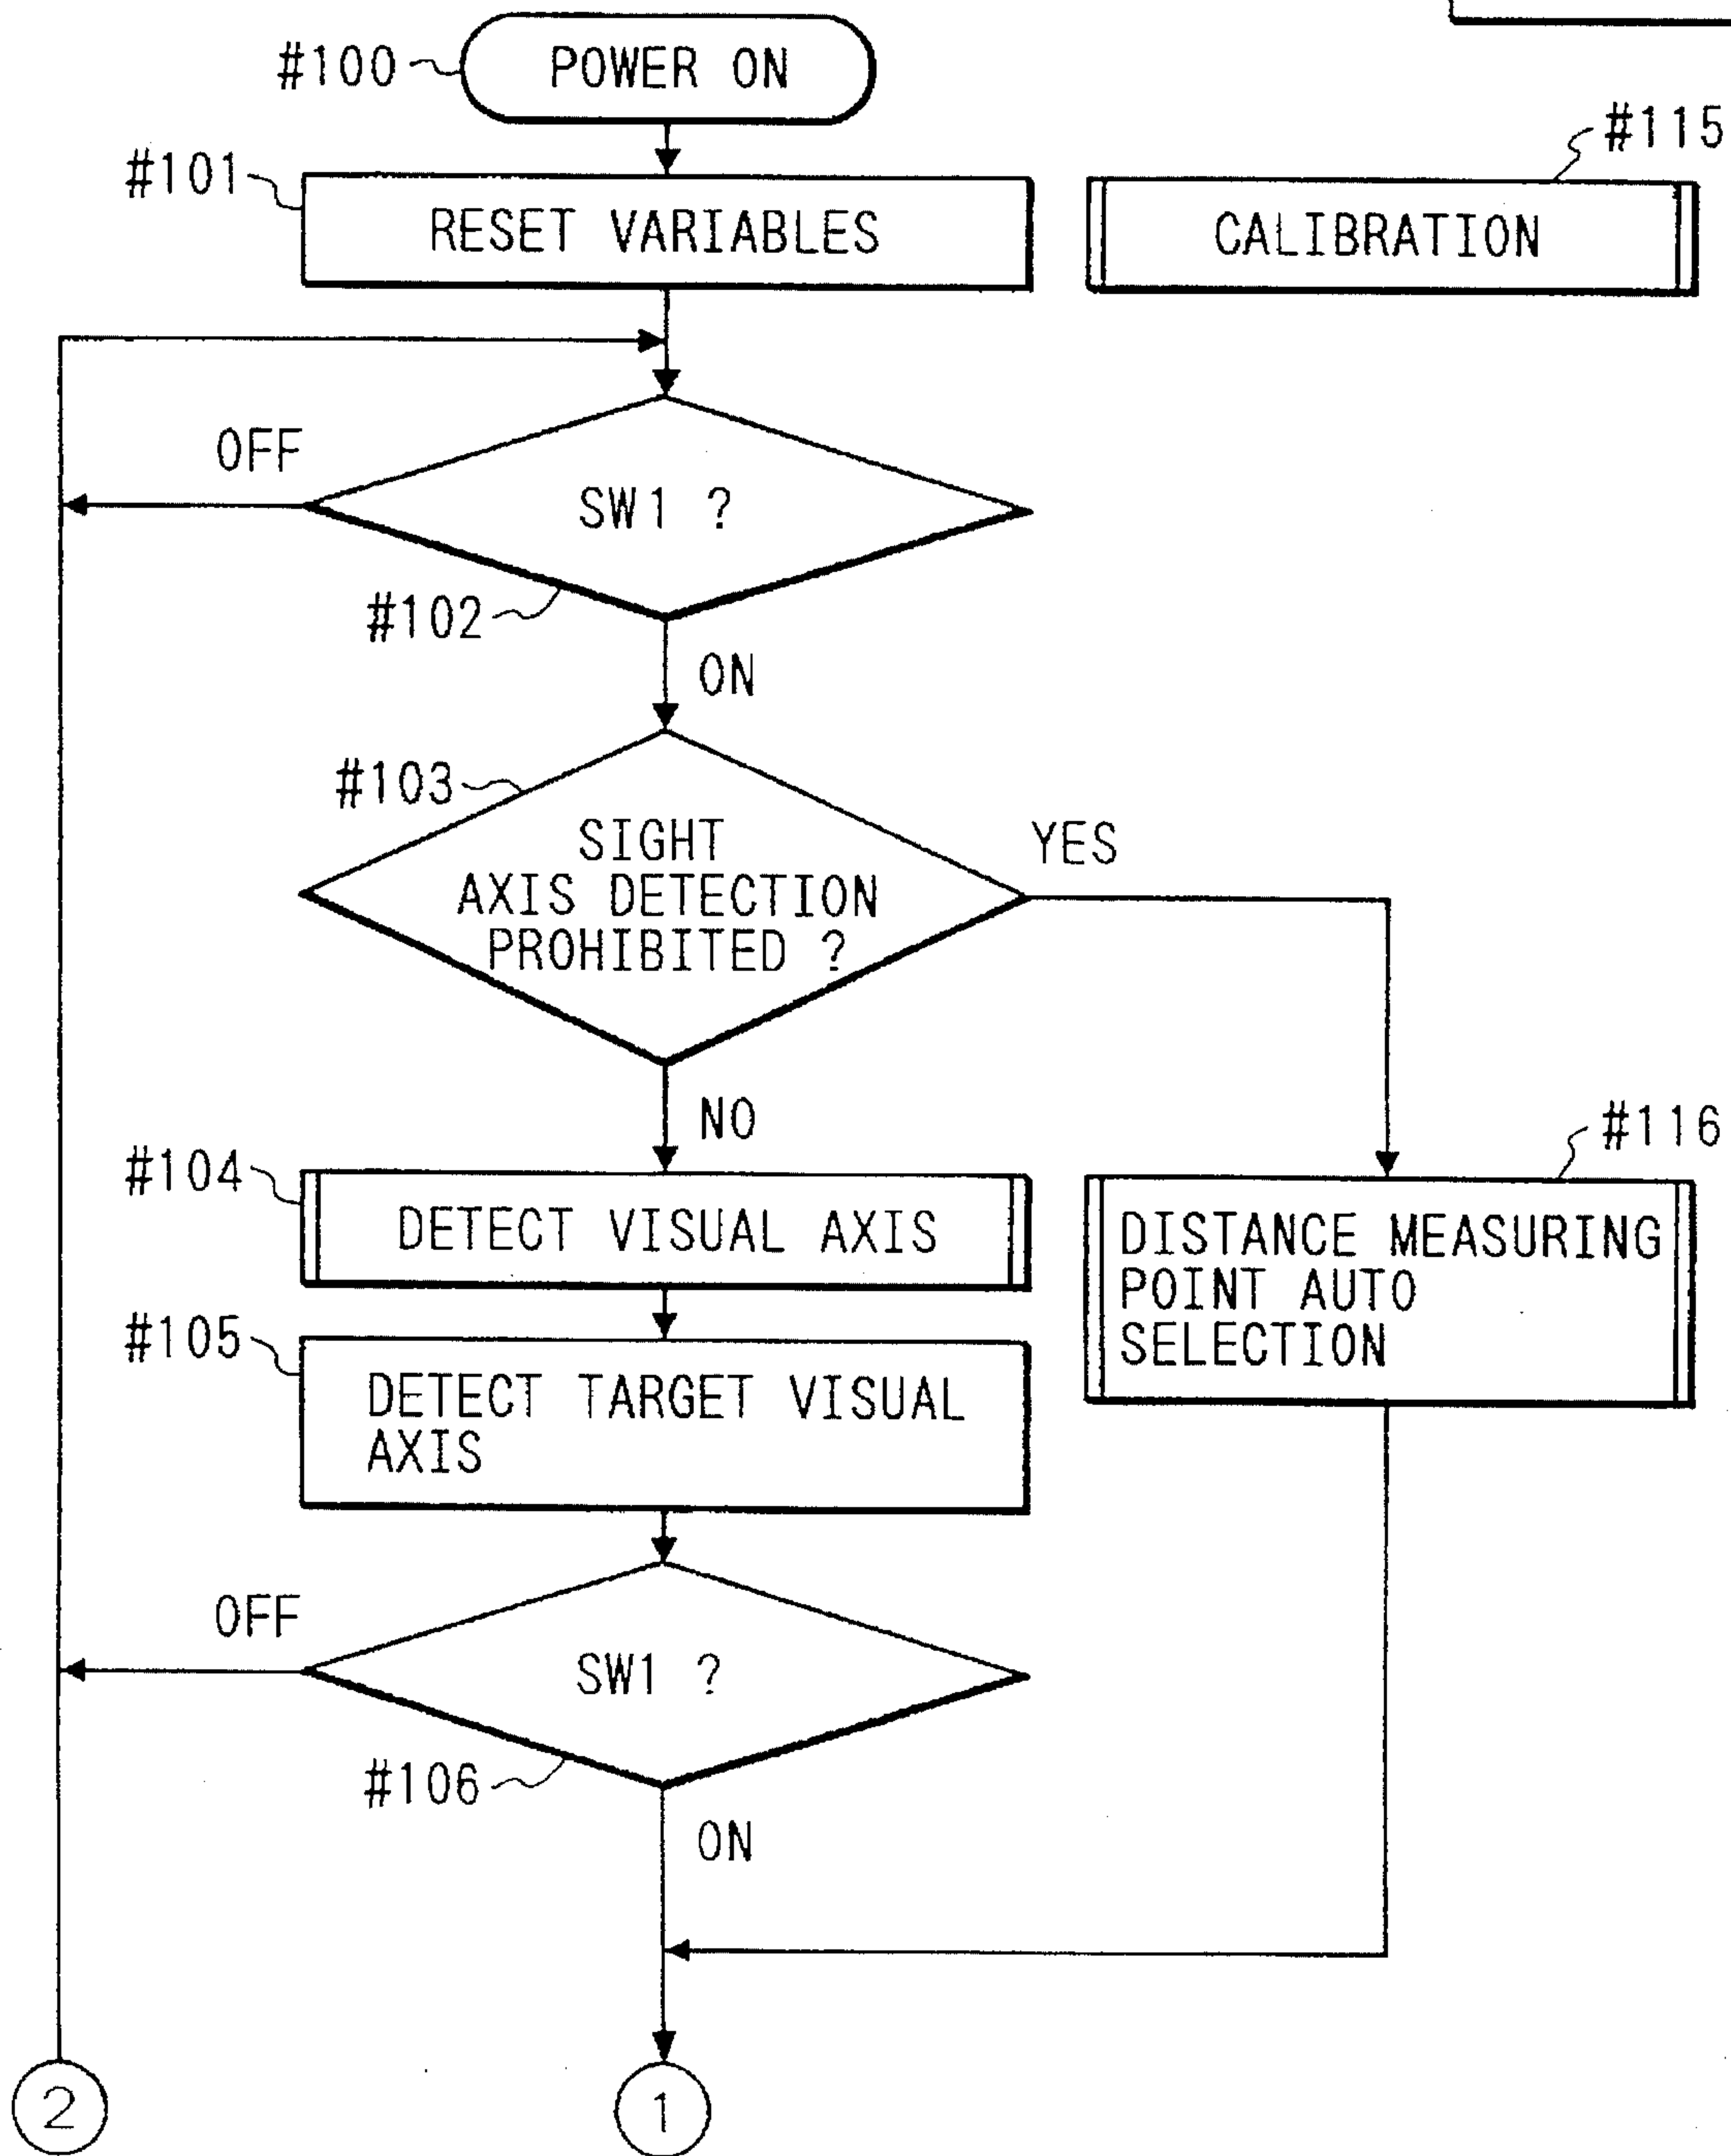 #100
POWER ON
#101
RESET VARIABLES
#115
CALIBRATION
OFF
SW1 ?
#102
ON
#103
SIGHT
AXIS DETECTION
PROHIBITED ?
YES
NO
#104
DETECT VISUAL AXIS
#116
DISTANCE MEASURING
POINT AUTO
SELECTION
#105
DETECT TARGET VISUAL
AXIS
OFF
SW1 ?
#106
ON
2
1